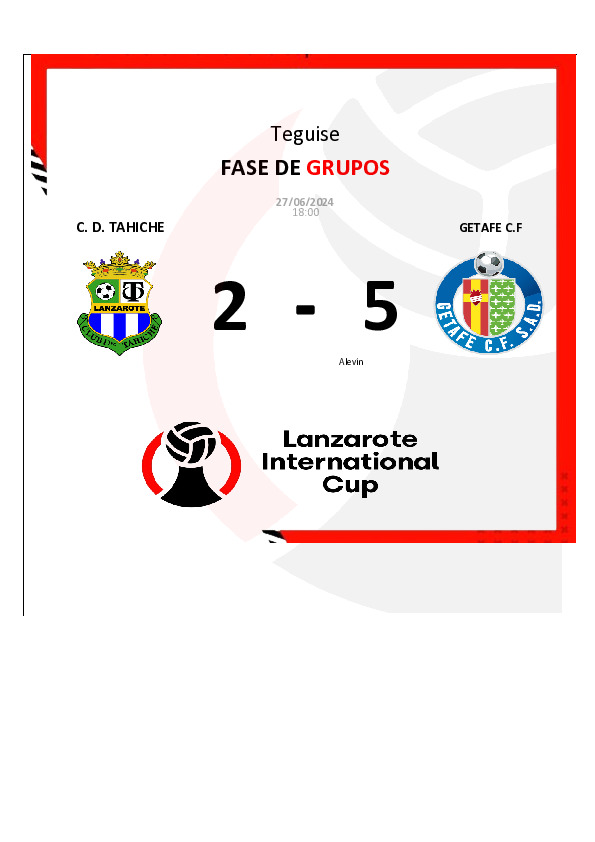 Teguise
FASE DE GRUPOS
27/06/2024
18:00
C. D. TAHICHE
GETAFE C.F
LANZAROTE
CLUB DEP. TAHICHE
GETAFE C.F. S.A.D.
2 - 5
Alevin
Lanzarote
International
Cup